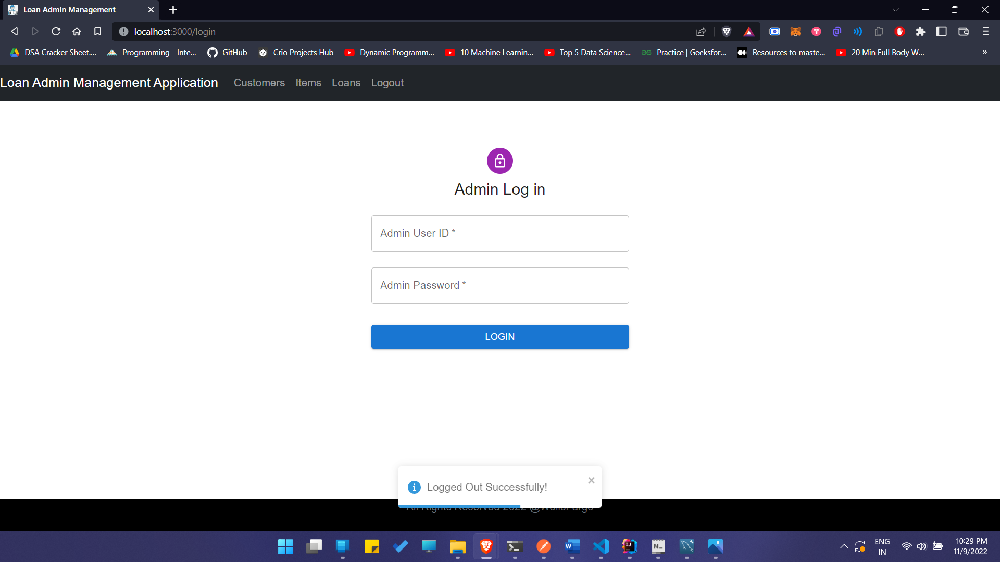 Loan Admin Management
localhost:3000/login
DSA Cracker Sheet.... Programming - Inte... GitHub Crio Projects Hub Dynamic Programm... 10 Machine Learnin... Top 5 Data Science... Practice | Geeksfor... Resources to maste... 20 Min Full Body W... »
Loan Admin Management Application Customers Items Loans Logout
Admin Log in
Admin User ID *
Admin Password *
LOGIN
Logged Out Successfully!
All Rights Reserved 2022 @WellsFargo
ENG
IN
10:29 PM
11/9/2022